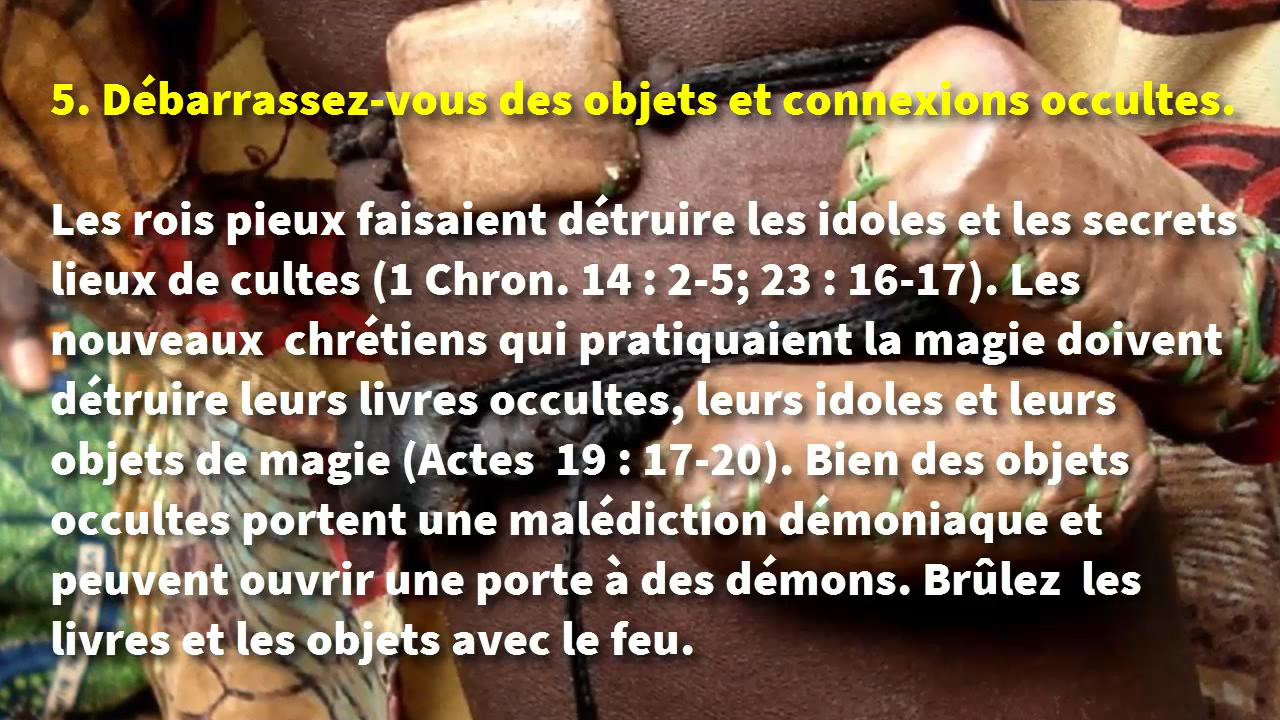 5. Débarrassez-vous des objets et connexions occultes.
Les rois pieux faisaient détruire les idoles et les secrets
lieux de cultes (1 Chron. 14 : 2-5; 23 : 16-17). Les
nouveaux  chrétiens qui pratiquaient la magie doivent
détruire leurs livres occultes, leurs idoles et leurs
objets de magie (Actes  19 : 17-20). Bien des objets
occultes portent une malédiction démoniaque et
peuvent ouvrir une porte à des démons. Brûlez  les
livres et les objets avec le feu.